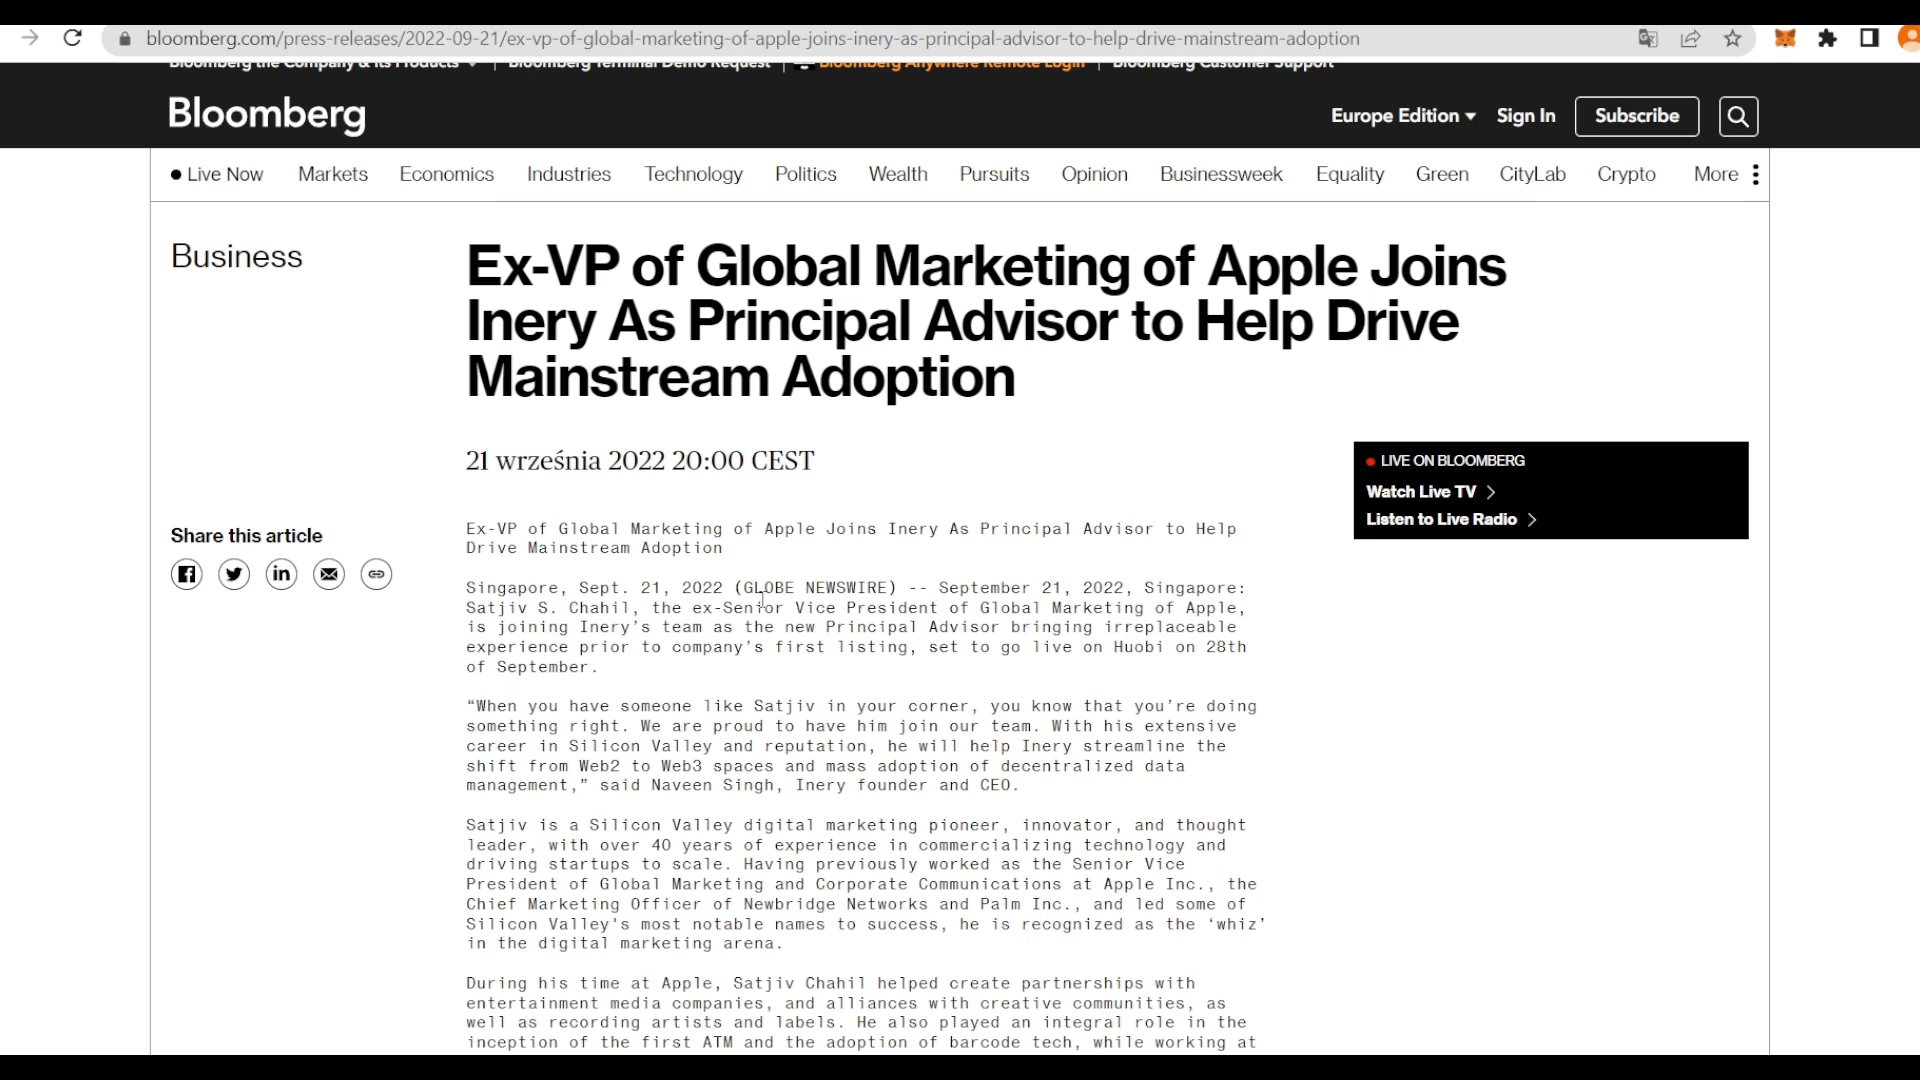 bloomberg.com/press-releases/2022-09-21/ex-vp-of-global-marketing-of-apple-joins-inery-as-principal-advisor-to-help-drive-mainstream-adoption
Bloomberg the Company & Its Products | Bloomberg Terminal Demo Request | Bloomberg Anywhere Remote Login | Bloomberg Customer Support
Bloomberg
Europe Edition Sign In Subscribe
Live Now Markets Economics Industries Technology Politics Wealth Pursuits Opinion Businessweek Equality Green CityLab Crypto More
Business
Ex-VP of Global Marketing of Apple Joins
Inery As Principal Advisor to Help Drive
Mainstream Adoption
21 września 2022 20:00 CEST
LIVE ON BLOOMBERG
Watch Live TV
Listen to Live Radio
Share this article
Ex-VP of Global Marketing of Apple Joins Inery As Principal Advisor to Help
Drive Mainstream Adoption
Singapore, Sept. 21, 2022 (GLOBE NEWSWIRE) -- September 21, 2022, Singapore:
Satjiv S. Chahil, the ex-Senior Vice President of Global Marketing of Apple,
is joining Inery’s team as the new Principal Advisor bringing irreplaceable
experience prior to company’s first listing, set to go live on Huobi on 28th
of September.
“When you have someone like Satjiv in your corner, you know that you’re doing
something right. We are proud to have him join our team. With his extensive
career in Silicon Valley and reputation, he will help Inery streamline the
shift from Web2 to Web3 spaces and mass adoption of decentralized data
management,” said Naveen Singh, Inery founder and CEO.
Satjiv is a Silicon Valley digital marketing pioneer, innovator, and thought
leader, with over 40 years of experience in commercializing technology and
driving startups to scale. Having previously worked as the Senior Vice
President of Global Marketing and Corporate Communications at Apple Inc., the
Chief Marketing Officer of Newbridge Networks and Palm Inc., and led some of
Silicon Valley's most notable names to success, he is recognized as the ‘whiz’
in the digital marketing arena.
During his time at Apple, Satjiv Chahil helped create partnerships with
entertainment media companies, and alliances with creative communities, as
well as recording artists and labels. He also played an integral role in the
inception of the first ATM and the adoption of barcode tech, while working at